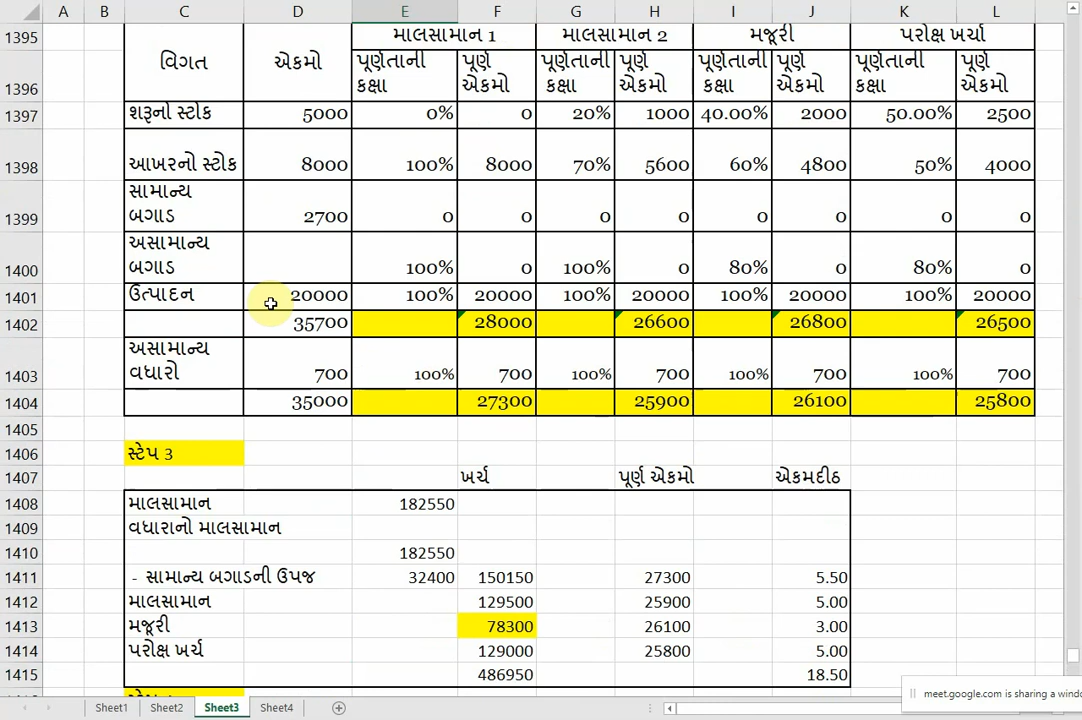 A B C D E F G H I J K L
1395 માલસામાન 1 માલસામાન 2 મજૂરી પરોક્ષ ખર્ચા
વિગત એકમો
1396 પૂર્ણતાની કક્ષા પૂર્ણ એકમો પૂર્ણતાની કક્ષા પૂર્ણ એકમો પૂર્ણતાની કક્ષા પૂર્ણ એકમો પૂર્ણતાની કક્ષા પૂર્ણ એકમો
1397 શરૂનો સ્ટોક 5000 0% 0 20% 1000 40.00% 2000 50.00% 2500
1398 આખરનો સ્ટોક 8000 100% 8000 70% 5600 60% 4800 50% 4000
1399 સામાન્ય બગાડ 2700 0 0 0 0 0 0 0 0
1400 અસામાન્ય બગાડ 100% 0 100% 0 80% 0 80% 0
1401 ઉત્પાદન 20000 100% 20000 100% 20000 100% 20000 100% 20000
1402 35700 28000 26600 26800 26500
1403 અસામાન્ય વધારો 700 100% 700 100% 700 100% 700 100% 700
1404 35000 27300 25900 26100 25800
1405
1406 સ્ટેપ 3
1407 ખર્ચ પૂર્ણ એકમો એકમદીઠ
1408 માલસામાન 182550
1409 વધારાનો માલસામાન
1410 182550
1411 - સામાન્ય બગાડની ઉપજ 32400 150150 27300 5.50
1412 માલસામાન 129500 25900 5.00
1413 મજૂરી 78300 26100 3.00
1414 પરોક્ષ ખર્ચ 129000 25800 5.00
1415 486950 18.50
Sheet1 Sheet2 Sheet3 Sheet4
meet.google.com is sharing a windo